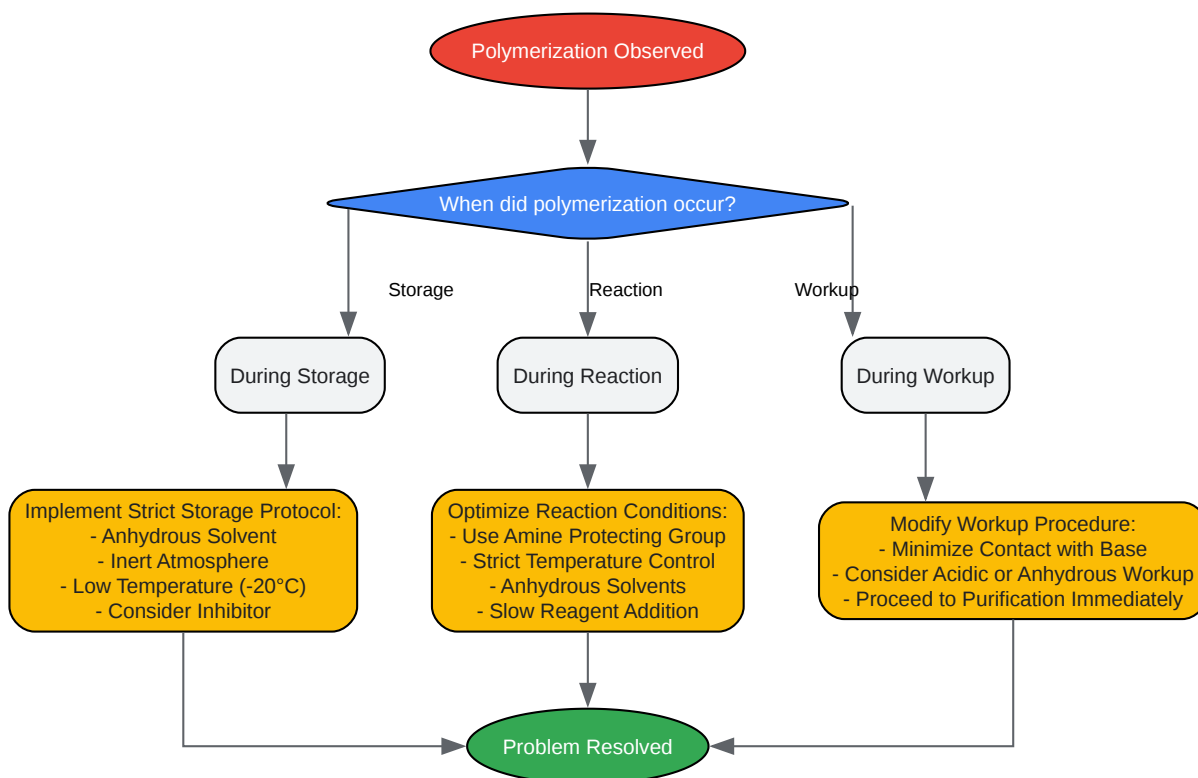 Polymerization Observed
When did polymerization occur?
Storage
Reaction
Workup
During Storage
During Reaction
During Workup
Implement Strict Storage Protocol:
- Anhydrous Solvent
- Inert Atmosphere
- Low Temperature (-20°C)
- Consider Inhibitor
Optimize Reaction Conditions:
- Use Amine Protecting Group
- Strict Temperature Control
- Anhydrous Solvents
- Slow Reagent Addition
Modify Workup Procedure:
- Minimize Contact with Base
- Consider Acidic or Anhydrous Workup
- Proceed to Purification Immediately
Problem Resolved